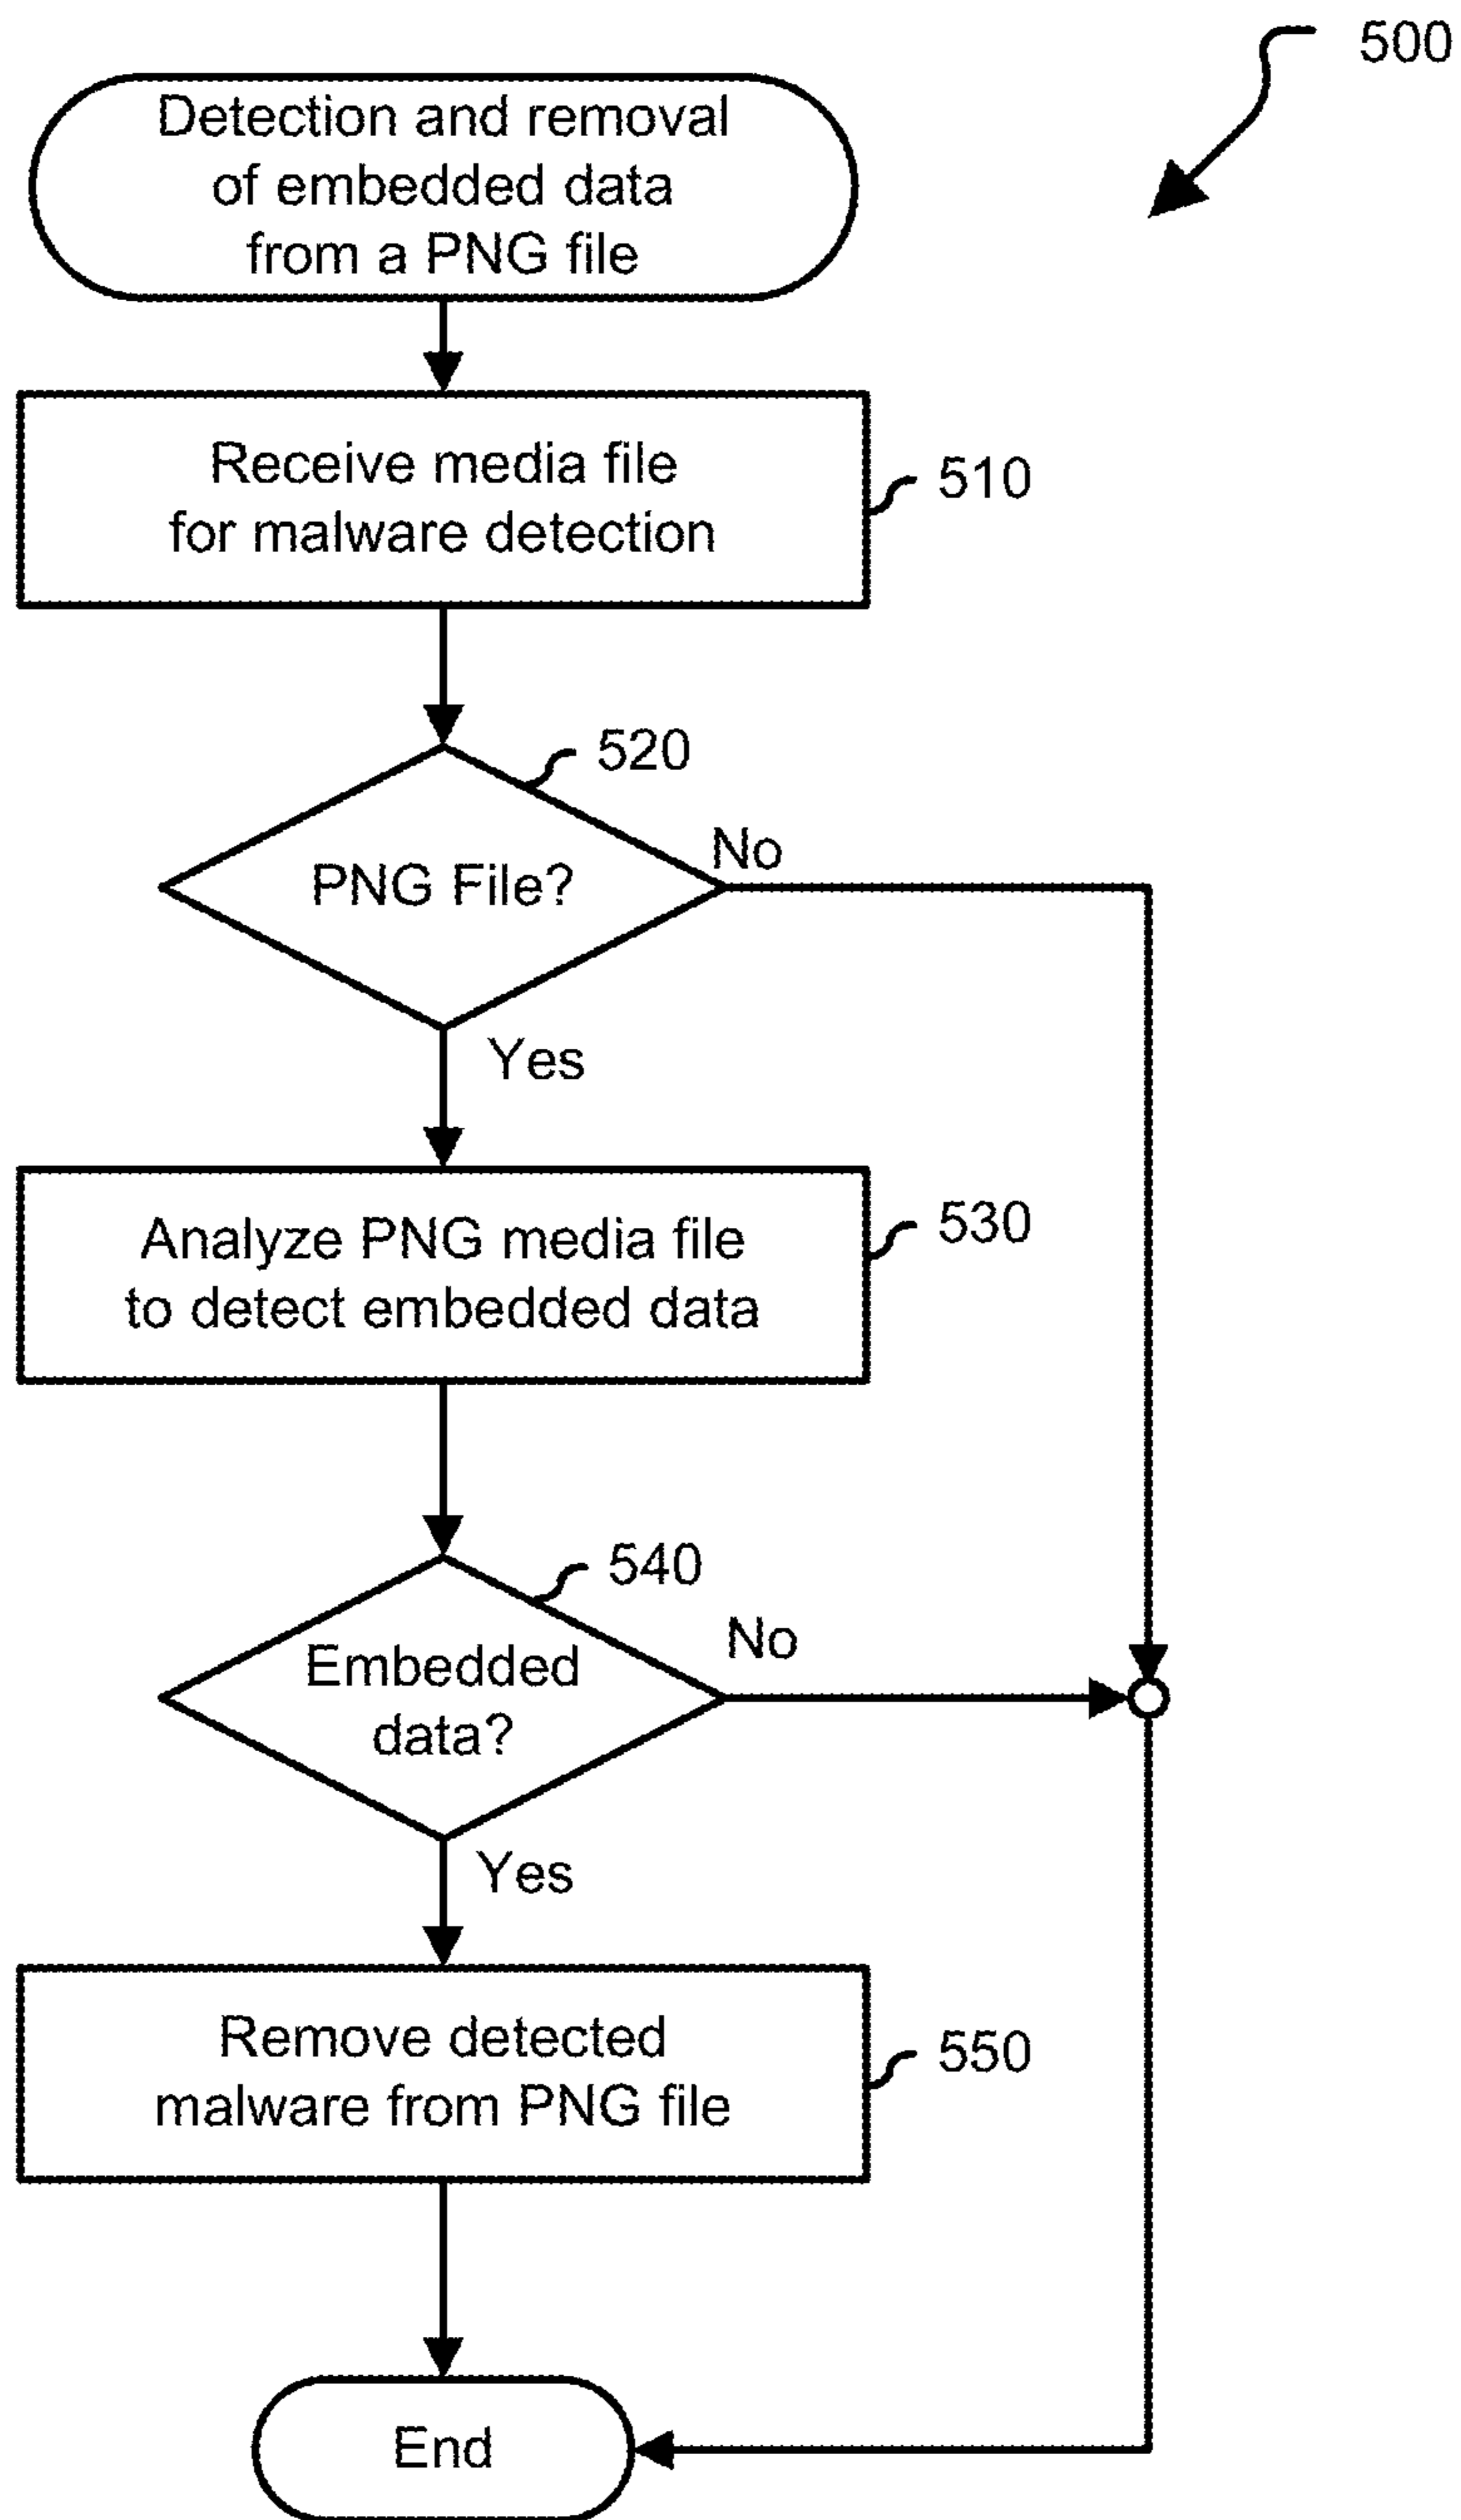 500
Detection and removal
of embedded data
from a PNG file
Receive media file
for malware detection
510
520
PNG File?
No
Yes
Analyze PNG media file
to detect embedded data
530
540
Embedded
data?
No
Yes
Remove detected
malware from PNG file
550
End